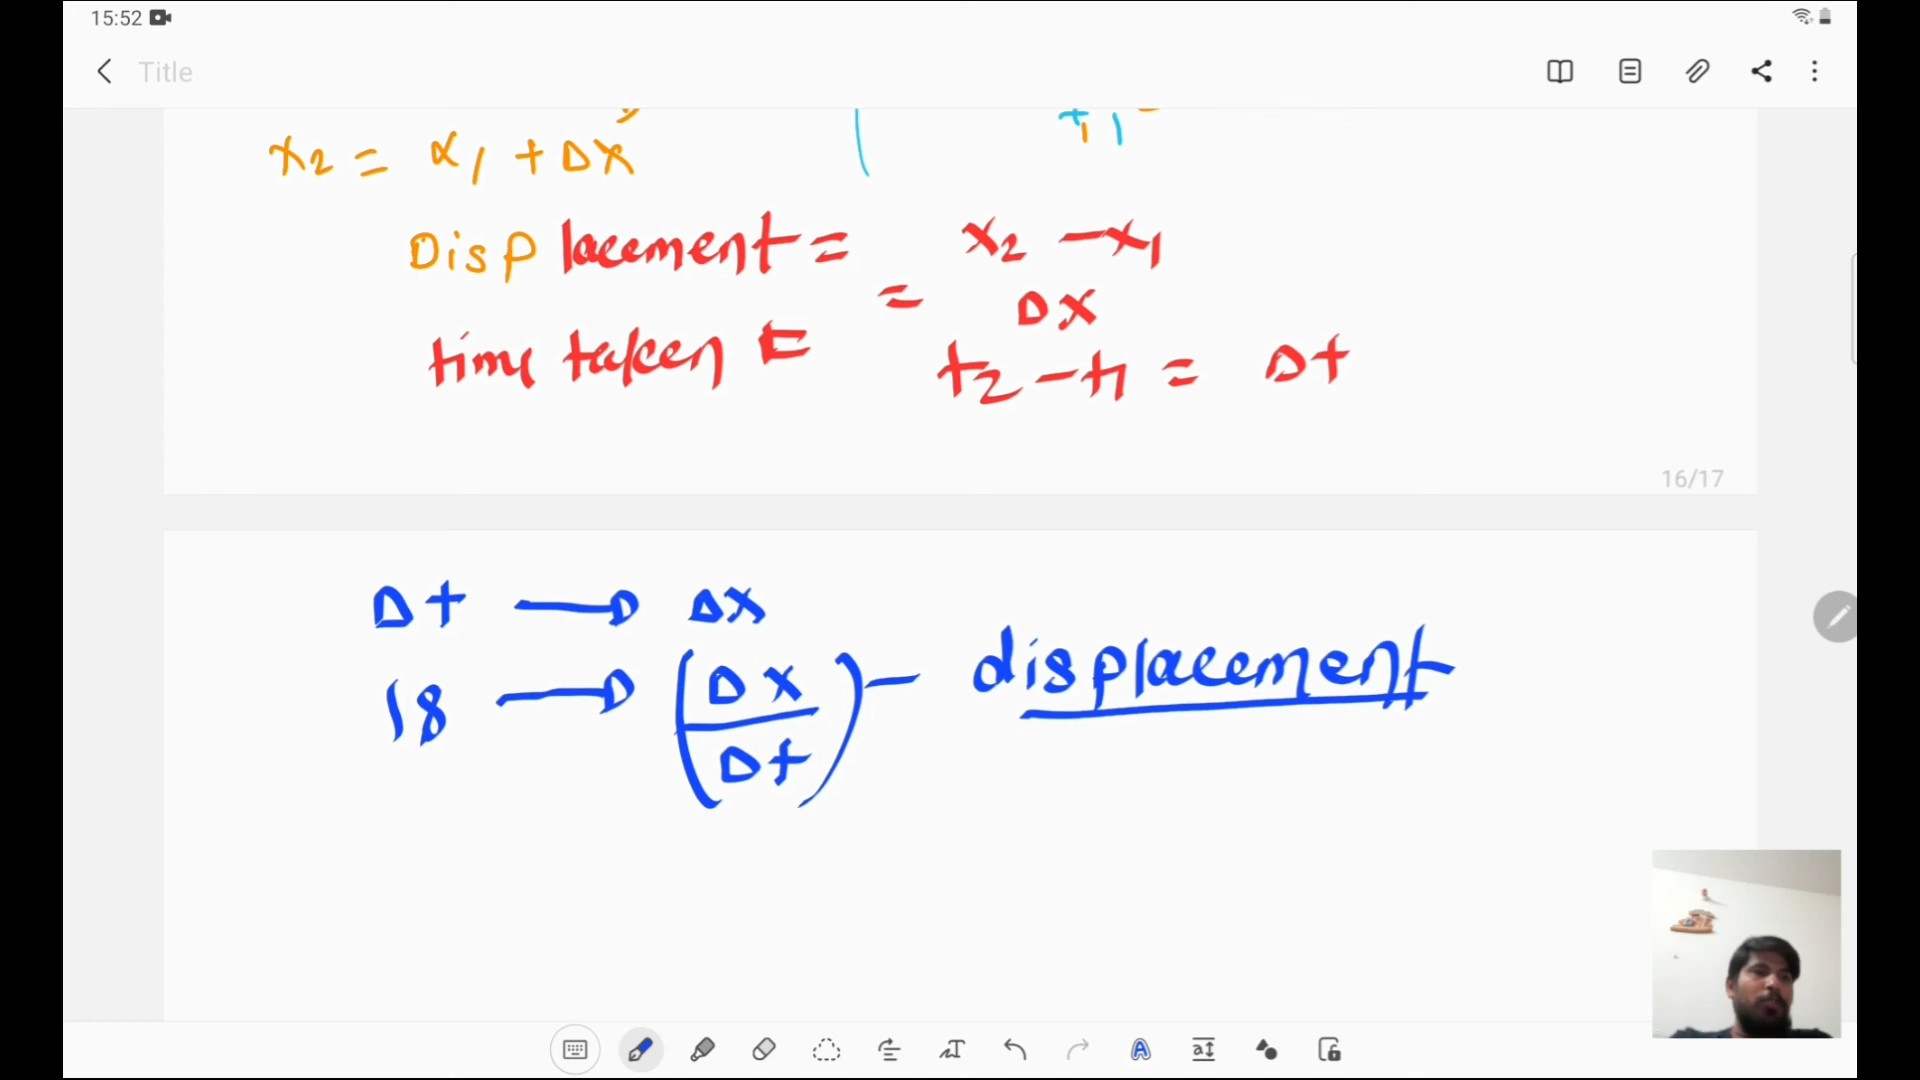 15:52
Title
x2 = x1 + Δx
t1
Displacement = x2 - x1
= Δx
time taken = t2 - t1 = Δt
16/17
Δt → Δx
1s → (Δx/Δt) - displacement